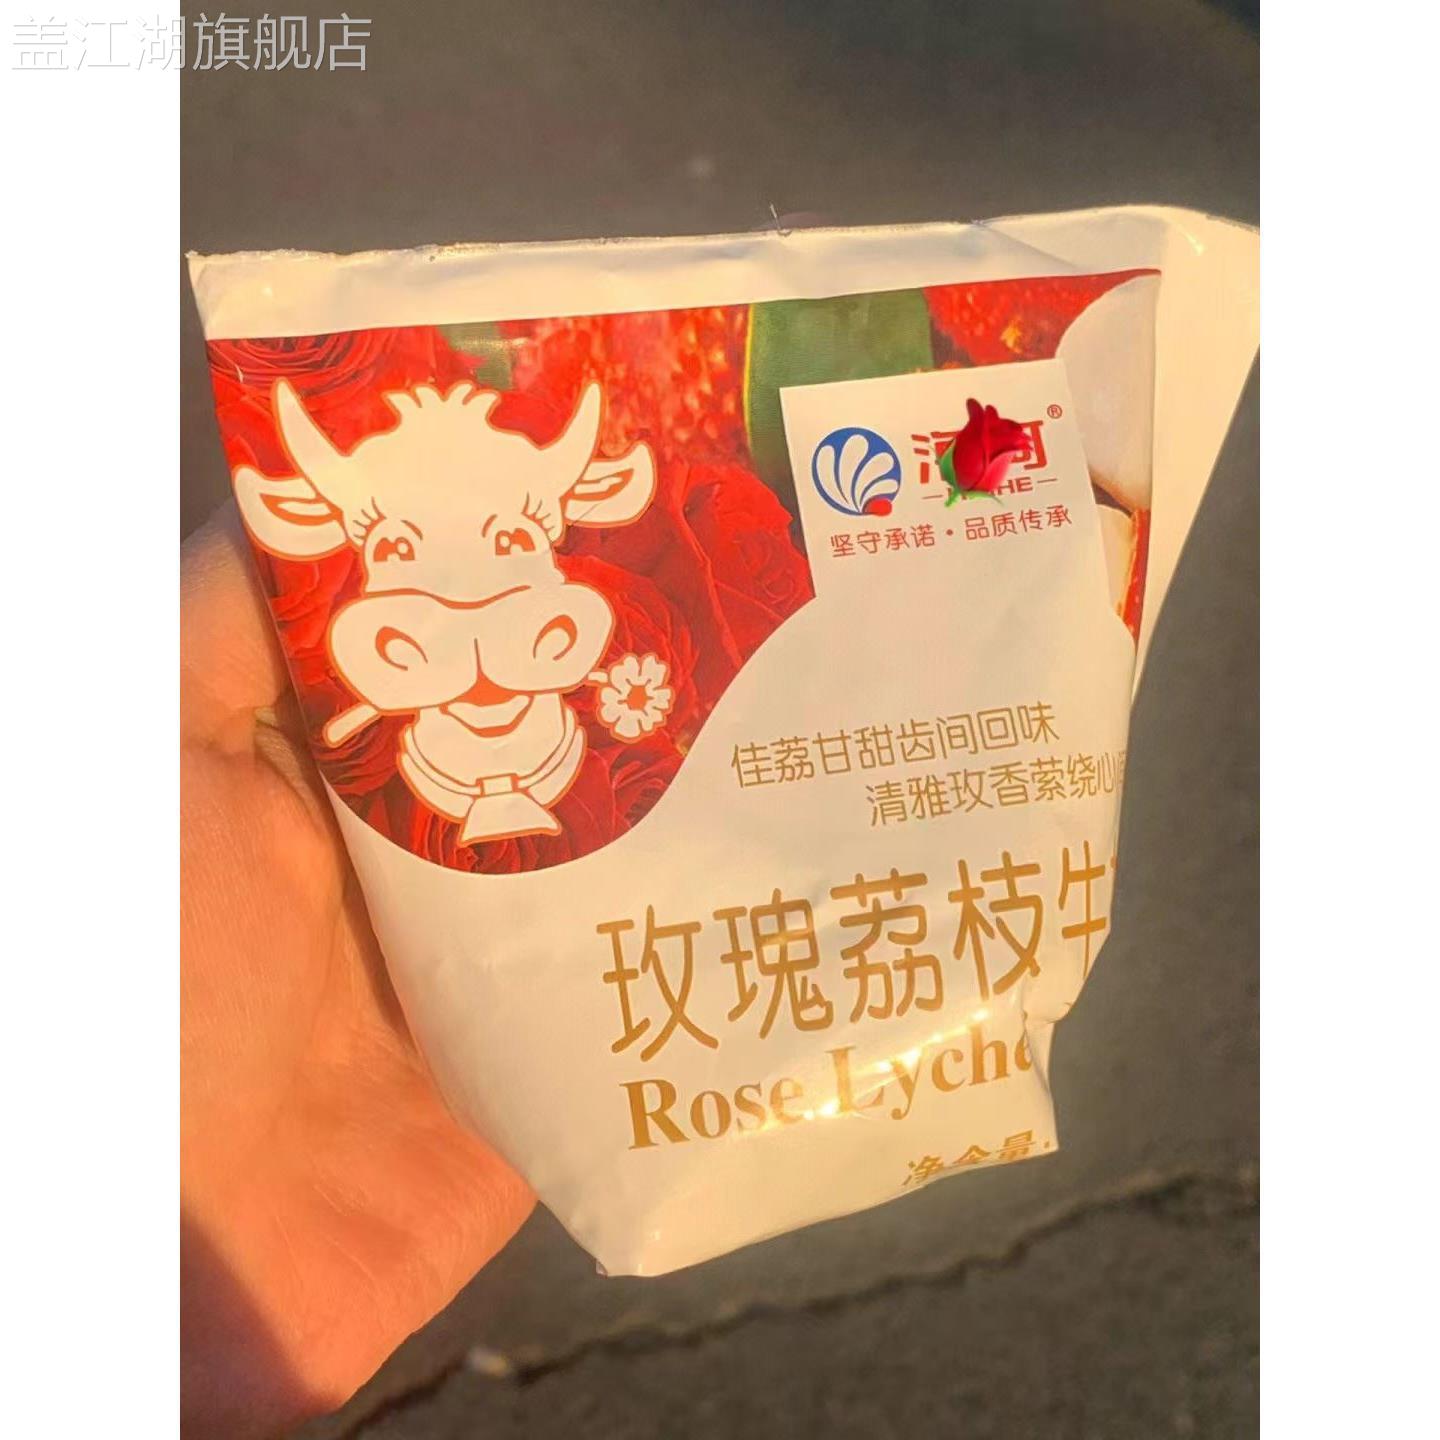 盖江湖旗舰店
河®
HE
坚守承诺·品质传承
佳荔甘甜齿间回味
清雅玫香萦绕心
玫瑰荔枝牛
Rose Lyche
净含量